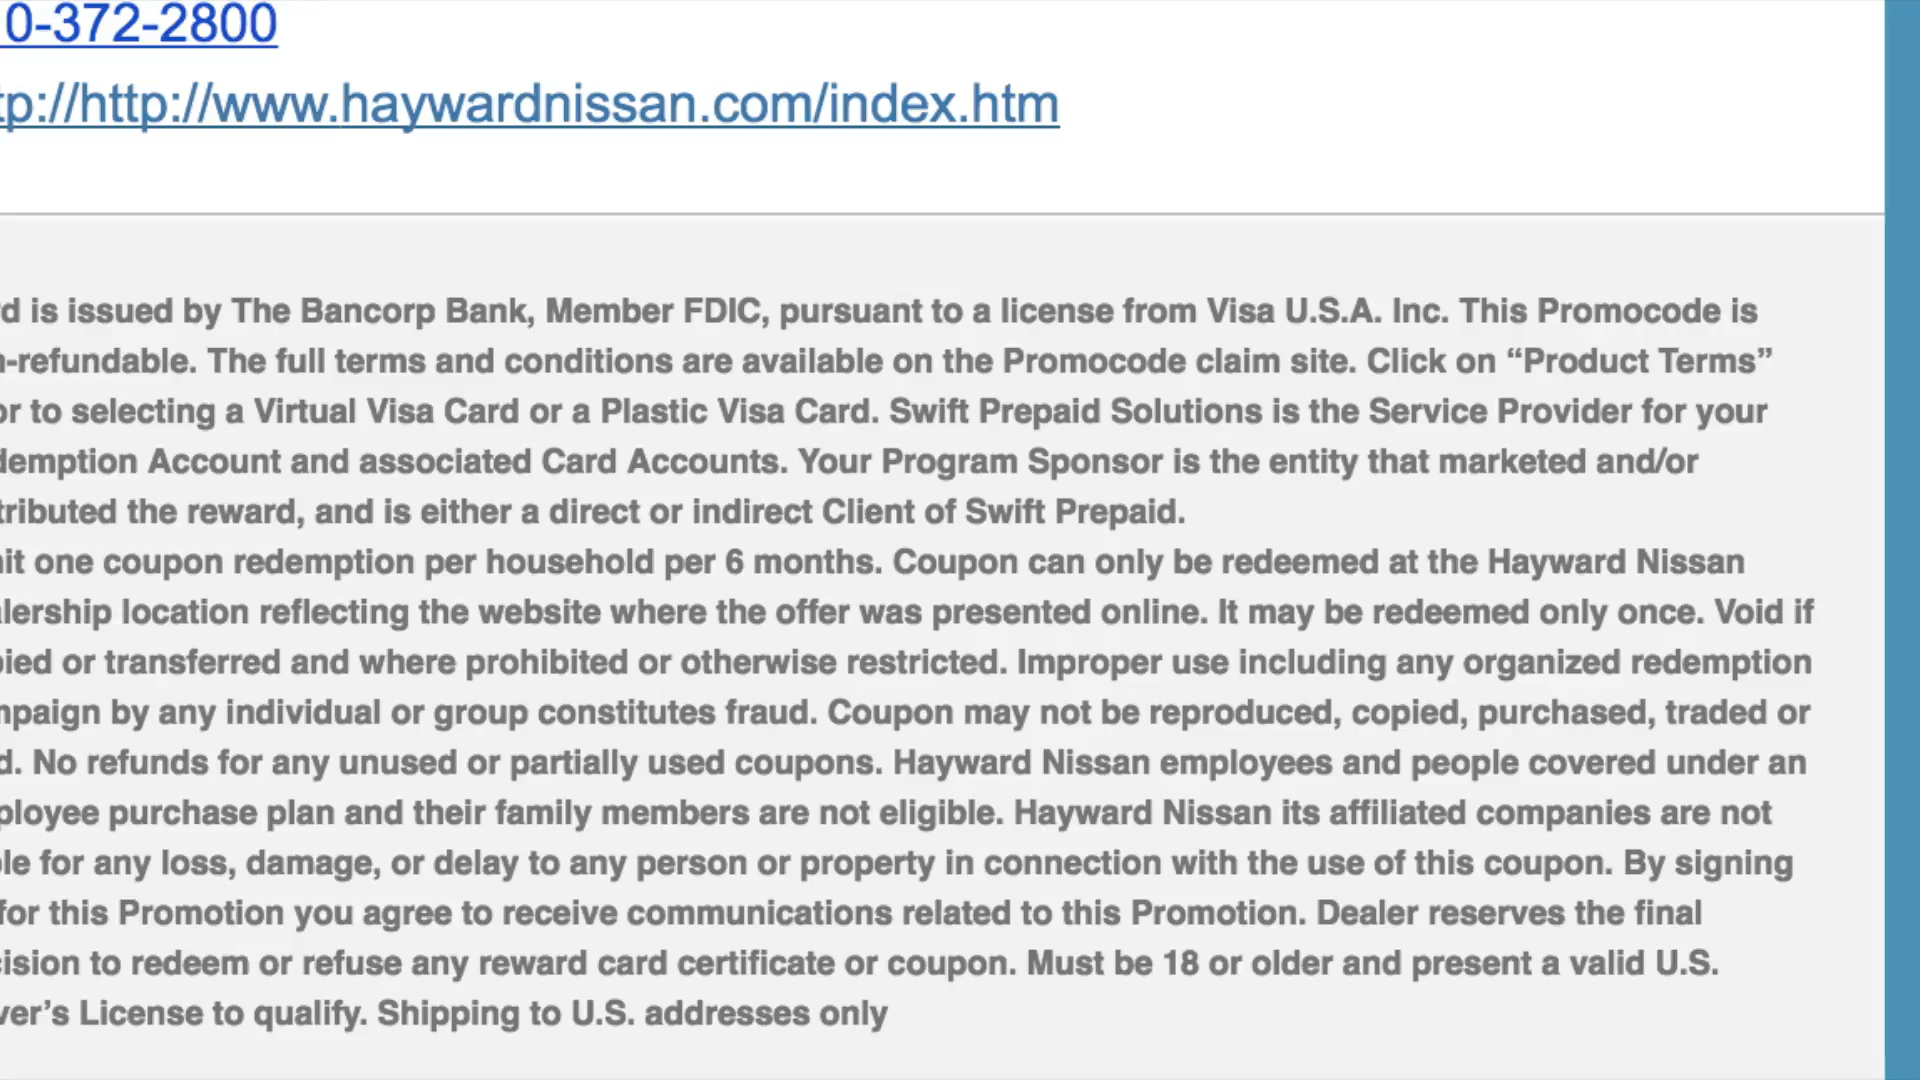 0-372-2800
tp://http://www.haywardnissan.com/index.htm
d is issued by The Bancorp Bank, Member FDIC, pursuant to a license from Visa U.S.A. Inc. This Promocode is
-refundable. The full terms and conditions are available on the Promocode claim site. Click on “Product Terms”
or to selecting a Virtual Visa Card or a Plastic Visa Card. Swift Prepaid Solutions is the Service Provider for your
demption Account and associated Card Accounts. Your Program Sponsor is the entity that marketed and/or
tributed the reward, and is either a direct or indirect Client of Swift Prepaid.
it one coupon redemption per household per 6 months. Coupon can only be redeemed at the Hayward Nissan
lership location reflecting the website where the offer was presented online. It may be redeemed only once. Void if
ied or transferred and where prohibited or otherwise restricted. Improper use including any organized redemption
mpaign by any individual or group constitutes fraud. Coupon may not be reproduced, copied, purchased, traded or
d. No refunds for any unused or partially used coupons. Hayward Nissan employees and people covered under an
ployee purchase plan and their family members are not eligible. Hayward Nissan its affiliated companies are not
le for any loss, damage, or delay to any person or property in connection with the use of this coupon. By signing
for this Promotion you agree to receive communications related to this Promotion. Dealer reserves the final
ision to redeem or refuse any reward card certificate or coupon. Must be 18 or older and present a valid U.S.
ver’s License to qualify. Shipping to U.S. addresses only